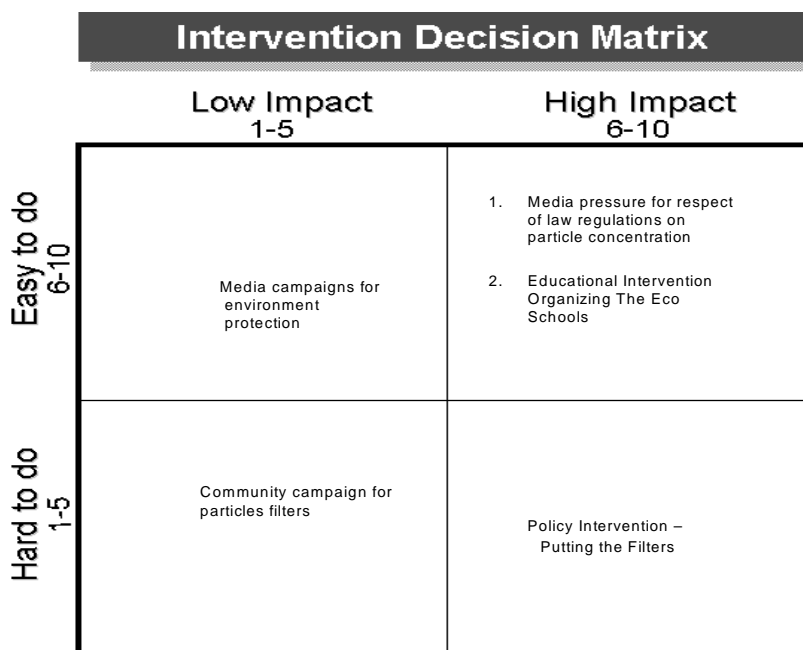 Intervention Decision Matrix
Low Impact
1-5
High Impact
6-10
Easy to do
6-10
Media campaigns for
environment
protection
1. Media pressure for respect
of law regulations on
particle concentration
2. Educational Intervention
Organizing The Eco
Schools
Hard to do
1-5
Community campaign for
particles filters
Policy Intervention –
Putting the Filters